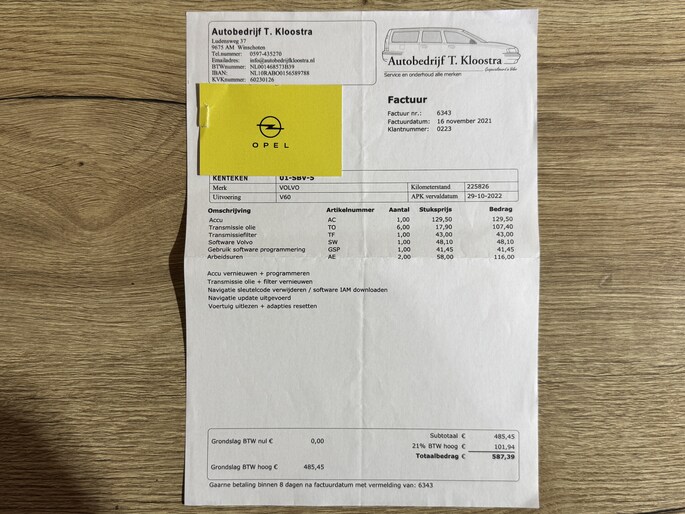 Autobedrijf T. Kloostra
Ludensweg 37
9675 AM Winschoten
Tel.nummer: 0597-435270
Emailadres: info@autobedrijfkloostra.nl
BTWnummer: NL001468573B39
IBAN: NL10RABO0156589788
KVKnummer: 60230126
Autobedrijf T. Kloostra
Service en onderhoud alle merken
Factuur
Factuur nr.: 6343
Factuurdatum: 16 november 2021
Klantnummer: 0223
OPEL
KENTEKEN 01-SBV-5
Merk VOLVO Kilometerstand 225826
Uitvoering V60 APK vervaldatum 29-10-2022
Omschrijving Artikelnummer Aantal Stuksprijs Bedrag
Accu AC 1,00 129,50 129,50
Transmissie olie TO 6,00 17,90 107,40
Transmissiefilter TF 1,00 43,00 43,00
Software Volvo SW 1,00 48,10 48,10
Gebruik software programmering GSP 1,00 41,45 41,45
Arbeidsuren AE 2,00 58,00 116,00
Accu vernieuwen + programmeren
Transmissie olie + filter vernieuwen
Navigatie sleutelcode verwijderen / software IAM downloaden
Navigatie update uitgevoerd
Voertuig uitlezen + adapties resetten
Grondslag BTW nul € 0,00
Grondslag BTW hoog € 485,45
Subtotaal € 485,45
21% BTW hoog € 101,94
Totaalbedrag € 587,39
Gaarne betaling binnen 8 dagen na factuurdatum met vermelding van: 6343